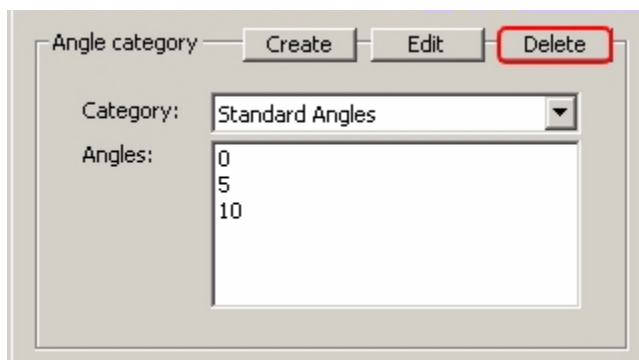 Angle category Create Edit Delete
Category: Standard Angles
Angles: 0
5
10